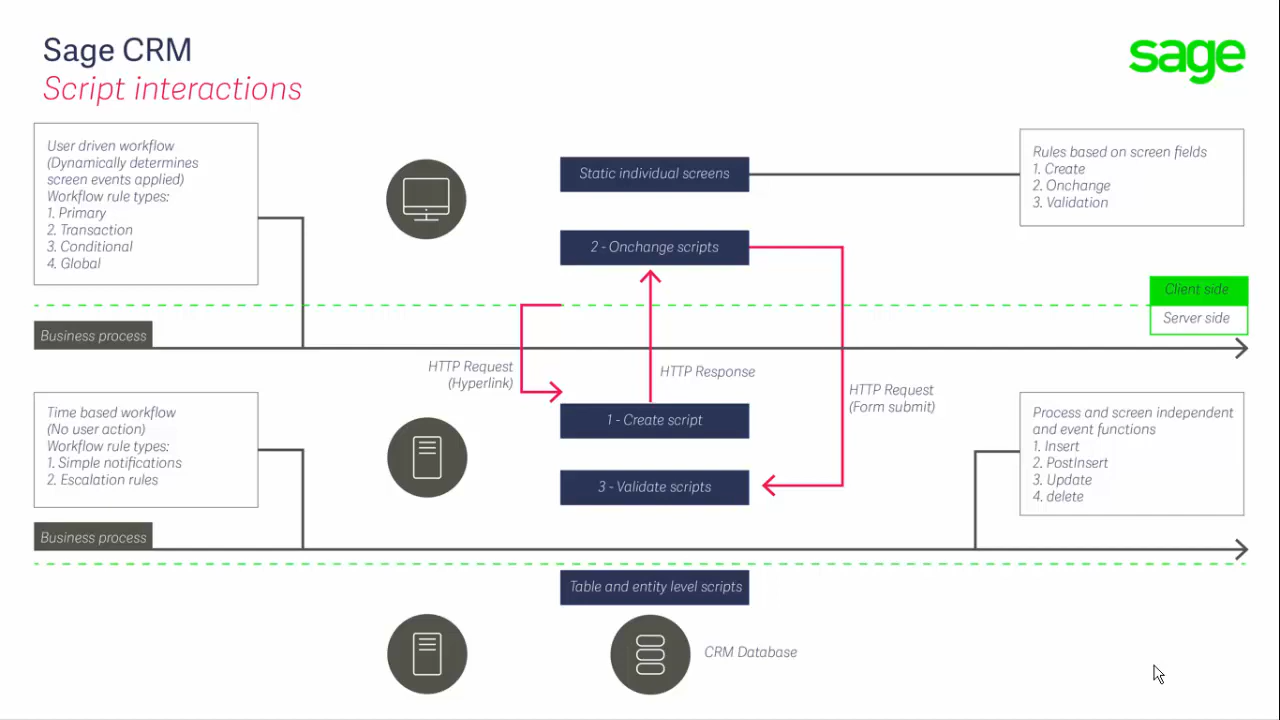 Sage CRM
Script interactions
sage
User driven workflow
(Dynamically determines
screen events applied)
Workflow rule types:
1. Primary
2. Transaction
3. Conditional
4. Global
Static individual screens
Rules based on screen fields
1. Create
2. Onchange
3. Validation
2 - Onchange scripts
Client side
Server side
Business process
HTTP Request
(Hyperlink)
HTTP Response
HTTP Request
(Form submit)
Time based workflow
(No user action)
Workflow rule types:
1. Simple notifications
2. Escalation rules
1 - Create script
3 - Validate scripts
Process and screen independent
and event functions
1. Insert
2. PostInsert
3. Update
4. delete
Business process
Table and entity level scripts
CRM Database